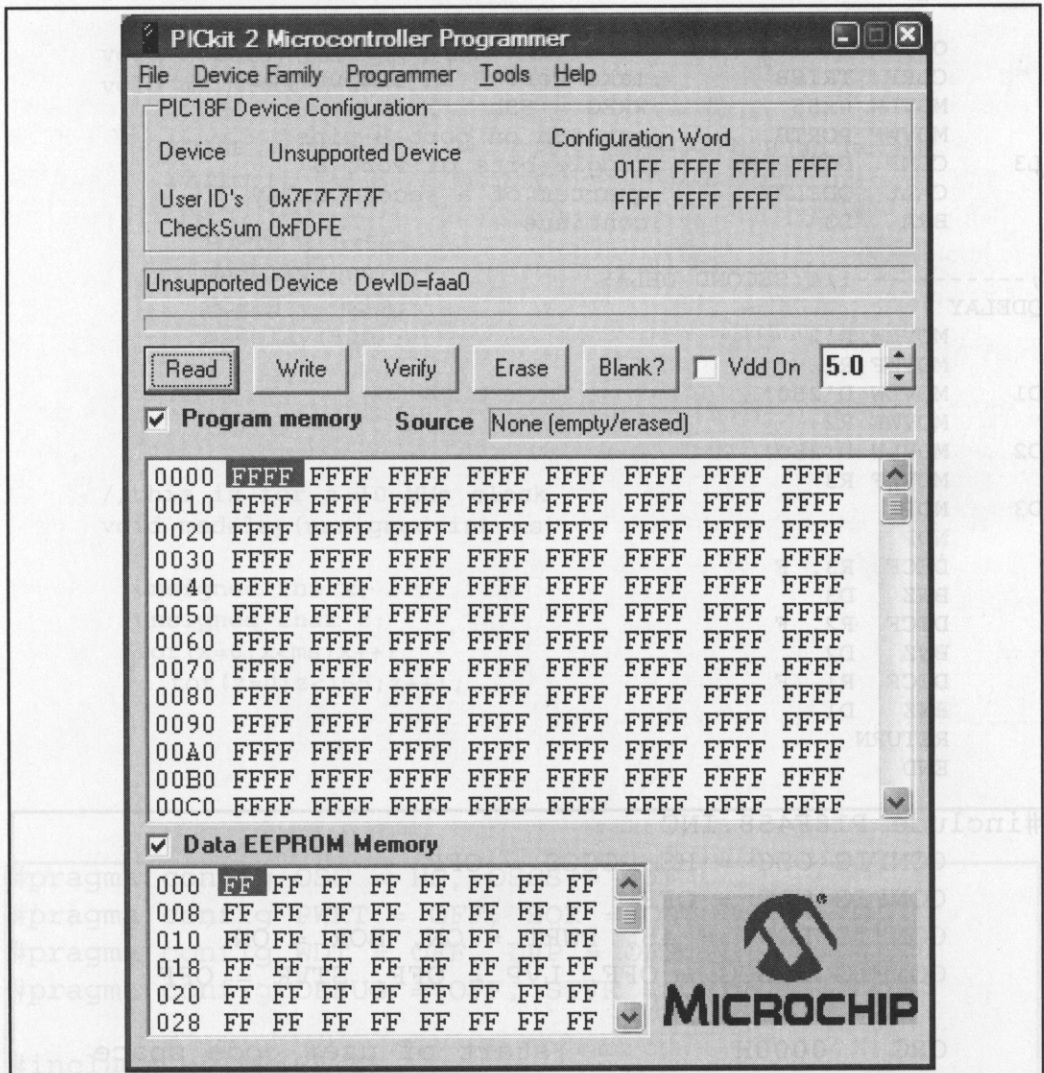 PICkit 2 Microcontroller Programmer
File Device Family Programmer Tools Help
PIC18F Device Configuration
Device Unsupported Device
User ID's 0x7F7F7F7F
CheckSum 0xFDFE
Configuration Word
01FF FFFF FFFF FFFF
FFFF FFFF FFFF
Unsupported Device DevID=faa0
Read Write Verify Erase Blank? Vdd On 5.0
Program memory Source None (empty/erased)
0000 FFFF FFFF FFFF FFFF FFFF FFFF FFFF FFFF
0010 FFFF FFFF FFFF FFFF FFFF FFFF FFFF FFFF
0020 FFFF FFFF FFFF FFFF FFFF FFFF FFFF FFFF
0030 FFFF FFFF FFFF FFFF FFFF FFFF FFFF FFFF
0040 FFFF FFFF FFFF FFFF FFFF FFFF FFFF FFFF
0050 FFFF FFFF FFFF FFFF FFFF FFFF FFFF FFFF
0060 FFFF FFFF FFFF FFFF FFFF FFFF FFFF FFFF
0070 FFFF FFFF FFFF FFFF FFFF FFFF FFFF FFFF
0080 FFFF FFFF FFFF FFFF FFFF FFFF FFFF FFFF
0090 FFFF FFFF FFFF FFFF FFFF FFFF FFFF FFFF
00A0 FFFF FFFF FFFF FFFF FFFF FFFF FFFF FFFF
00B0 FFFF FFFF FFFF FFFF FFFF FFFF FFFF FFFF
00C0 FFFF FFFF FFFF FFFF FFFF FFFF FFFF FFFF
Data EEPROM Memory
000 FF FF FF FF FF FF FF FF
008 FF FF FF FF FF FF FF FF
010 FF FF FF FF FF FF FF FF
018 FF FF FF FF FF FF FF FF
020 FF FF FF FF FF FF FF FF
028 FF FF FF FF FF FF FF FF
MICROCHIP